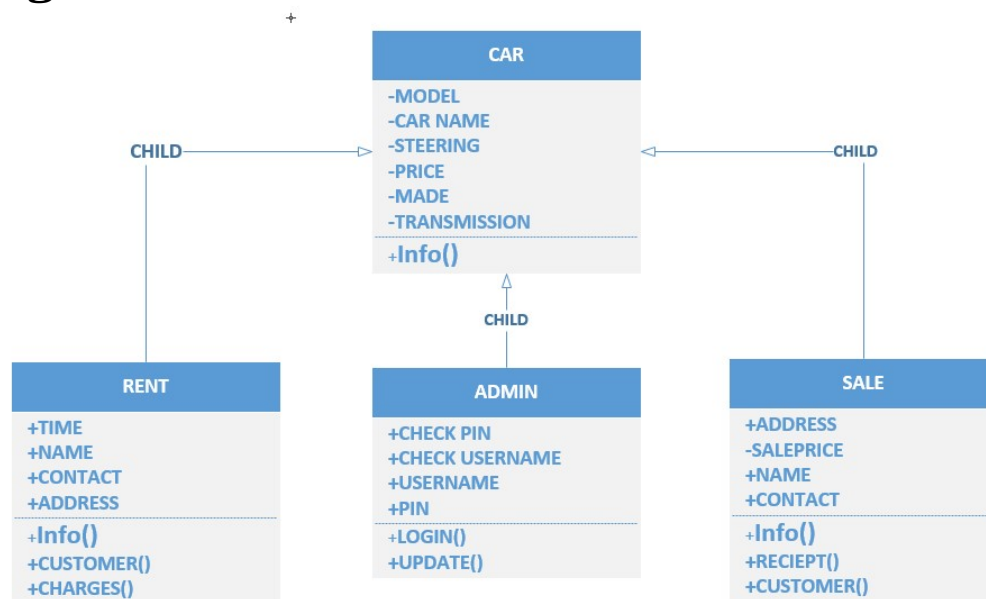 CAR
-MODEL
-CAR NAME
-STEERING
-PRICE
-MADE
-TRANSMISSION
+Info()
CHILD
CHILD
CHILD
RENT
+TIME
+NAME
+CONTACT
+ADDRESS
+Info()
+CUSTOMER()
+CHARGES()
ADMIN
+CHECK PIN
+CHECK USERNAME
+USERNAME
+PIN
+LOGIN()
+UPDATE()
SALE
+ADDRESS
-SALEPRICE
+NAME
+CONTACT
+Info()
+RECIEPT()
+CUSTOMER()